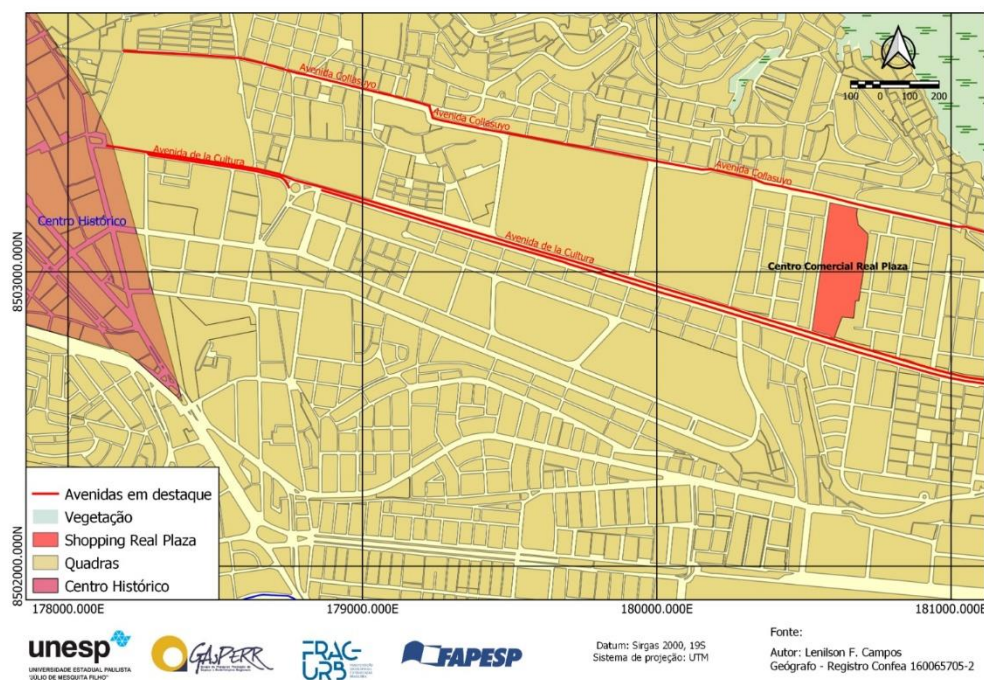 Avenida Collasuyo
Avenida Collasuyo
Avenida Collasuyo
100 0 100 200
Avenida de la Cultura
Centro Histórico
Avenida de la Cultura
Centro Comercial Real Plaza
8503000.000N
8502000.000N
Avenidas em destaque
Vegetação
Shopping Real Plaza
Quadras
Centro Histórico
178000.000E 179000.000E 180000.000E 181000.000E
unesp
UNIVERSIDADE ESTADUAL PAULISTA
"JÚLIO DE MESQUITA FILHO"
GAsPERR
FRAG-
URB
FAPESP
Datum: Sirgas 2000, 19S
Sistema de projeção: UTM
Fonte:
Autor: Lenilson F. Campos
Geógrafo - Registro Confea 160065705-2